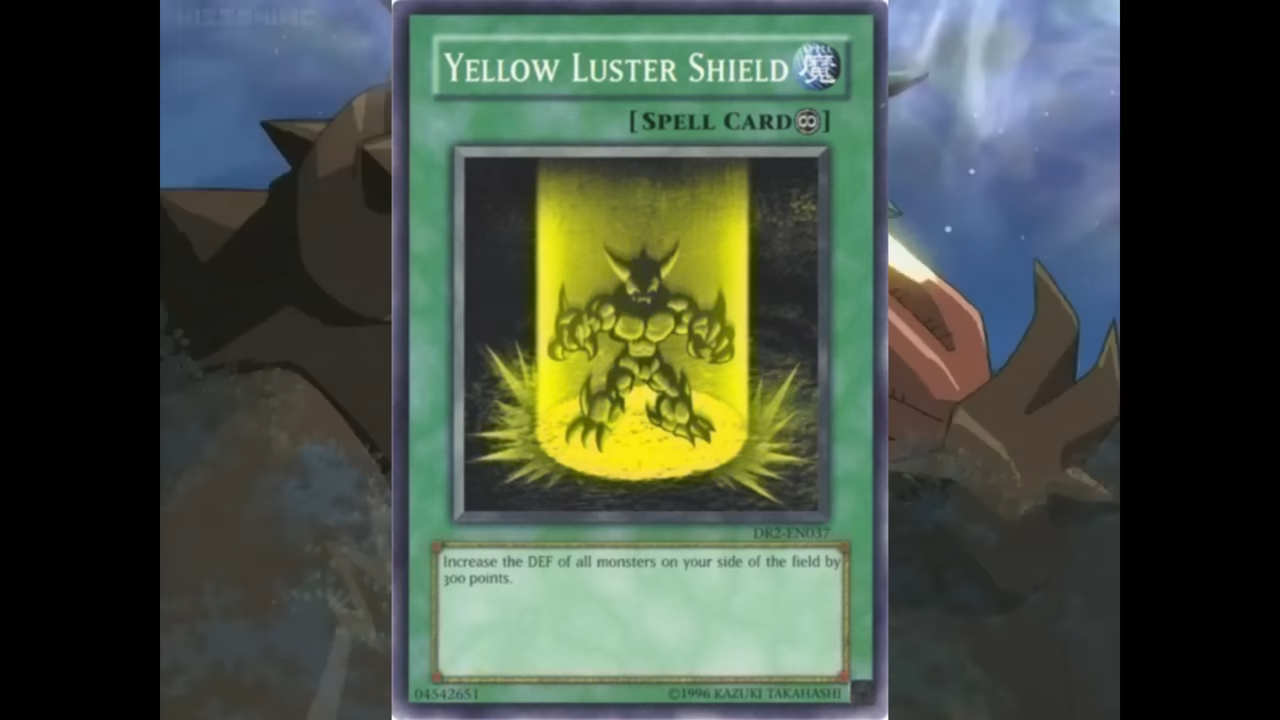 YELLOW LUSTER SHIELD 魔
[SPELL CARD]
DR2-EN037
Increase the DEF of all monsters on your side of the field by
300 points.
04542651
©1996 KAZUKI TAKAHASHI